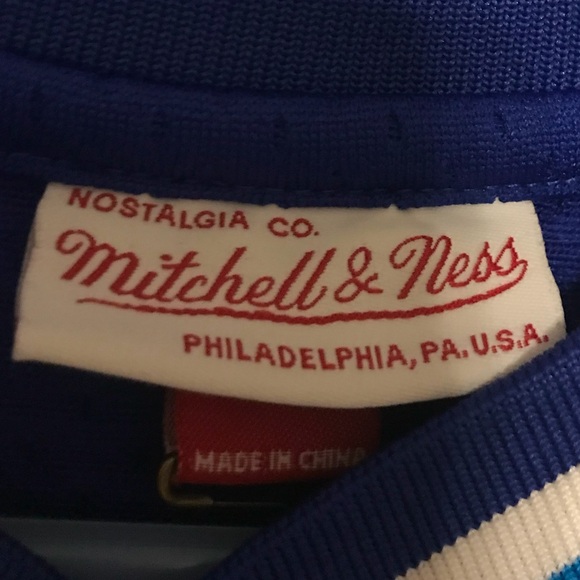 NOSTALGIA CO.
Mitchell & Ness
PHILADELPHIA, PA. U.S.A.
MADE IN CHINA